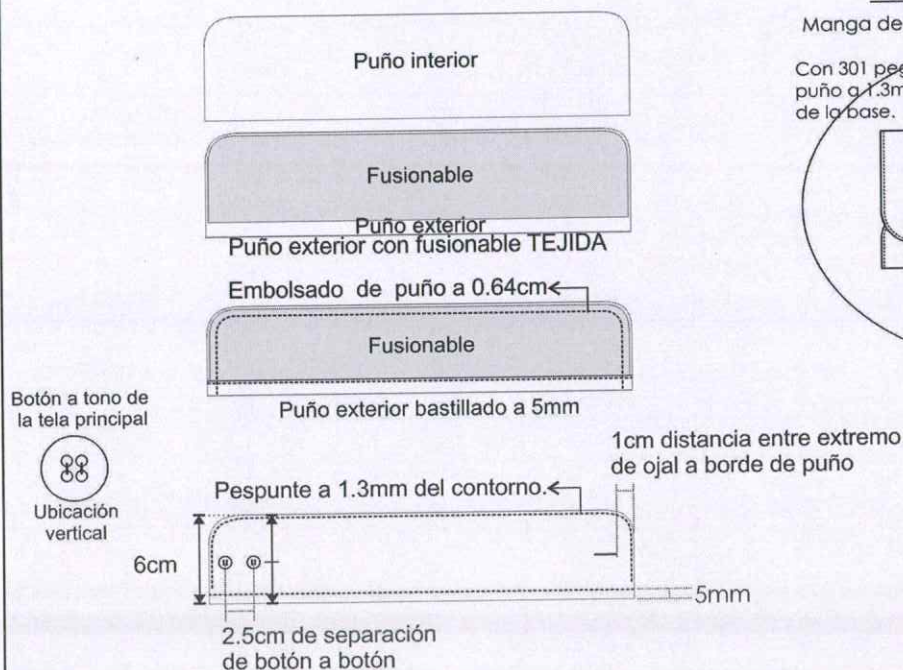 Puño interior
Fusionable
Puño exterior
Puño exterior con fusionable TEJIDA
Embolsado de puño a 0.64cm
Fusionable
Puño exterior bastillado a 5mm
Botón a tono de
la tela principal
Ubicación
vertical
1cm distancia entre extremo
de ojal a borde de puño
Pespunte a 1.3mm del contorno.
6cm
5mm
2.5cm de separación
de botón a botón
Manga de
Con 301
puño a 1.3m
de la base.